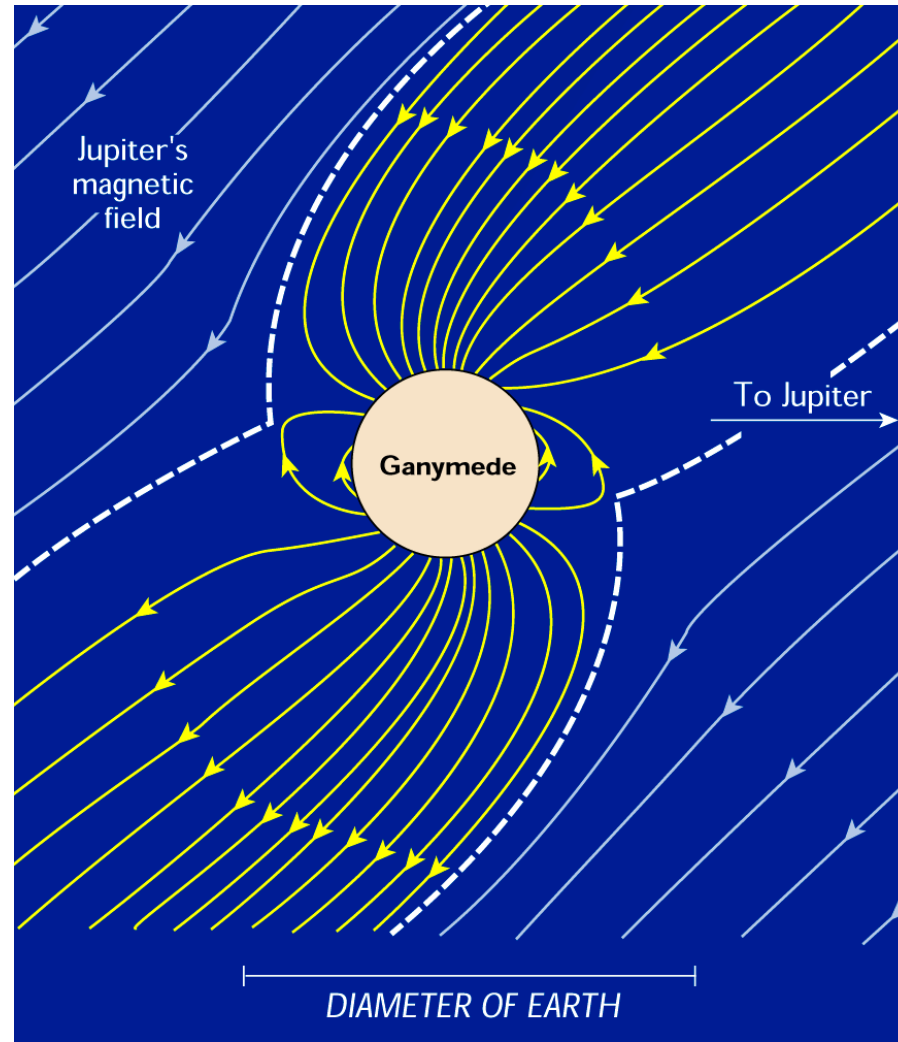 Jupiter's
magnetic
field
To Jupiter
Ganymede
DIAMETER OF EARTH